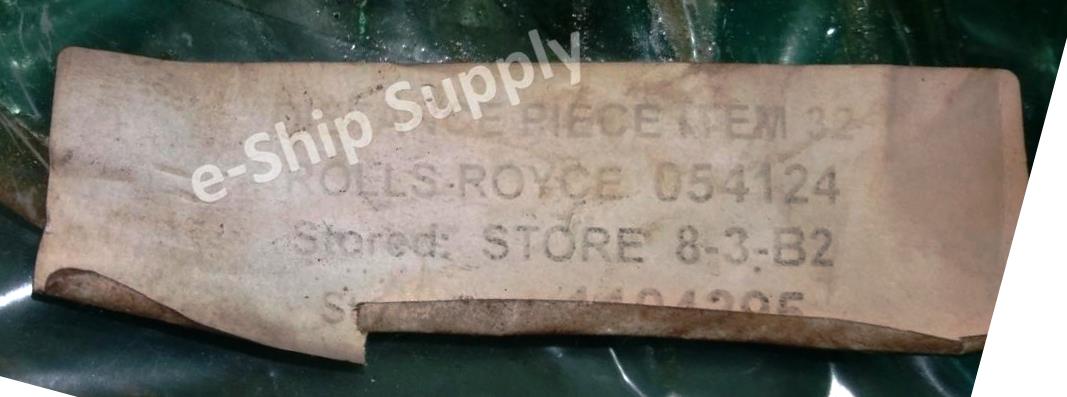 e-Ship Supply
PIECE ITEM 32
ROLLS-ROYCE 054124
Stored: STORE 8-3-B2